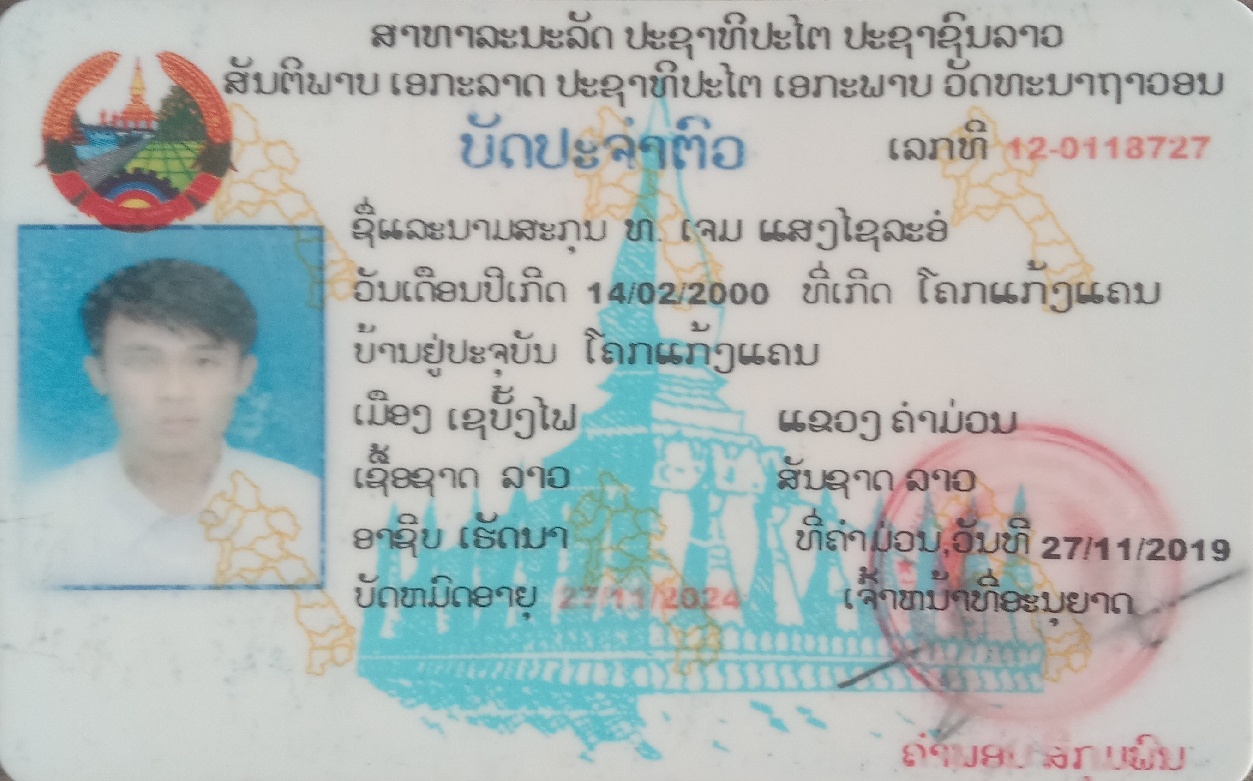 ສາທາລະນະລັດ ປະຊາທິປະໄຕ ປະຊາຊົນລາວ
ສັນຕິພາບ ເອກະລາດ ປະຊາທິປະໄຕ ເອກະພາບ ວັດທະນາຖາວອນ
ບັດປະຈຳຕົວ
ເລກທີ 12-0118727
ຊື່ແລະນາມສະກຸນ ທ. ເຈມ ແສງໄຊລະອໍ
ວັນເດືອນປີເກີດ 14/02/2000 ທີ່ເກີດ ໂຄກແກ້ງແຄນ
ບ້ານຢູ່ປະຈຸບັນ ໂຄກແກ້ງແຄນ
ເມືອງ ເຊບັ້ງໄຟ ແຂວງ ຄຳມ່ວນ
ເຊື້ອຊາດ ລາວ ສັນຊາດ ລາວ
ອາຊີບ ເຮັດນາ ທີ່ຄຳມ່ວນ,ວັນທີ 27/11/2019
ບັດຫມົດອາຍຸ 27/11/2024 ເຈົ້າຫນ້າທີ່ອະນຸຍາດ